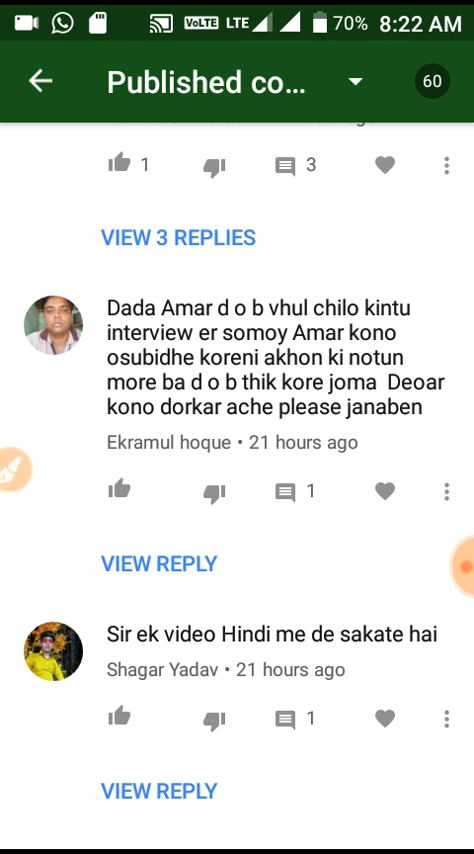 VoLTE LTE 70% 8:22 AM
Published co... 60
1 3
VIEW 3 REPLIES
Dada Amar d o b vhul chilo kintu
interview er somoy Amar kono
osubidhe koreni akhon ki notun
more ba d o b thik kore joma Deoar
kono dorkar ache please janaben
Ekramul hoque • 21 hours ago
1
VIEW REPLY
Sir ek video Hindi me de sakate hai
Shagar Yadav • 21 hours ago
1
VIEW REPLY